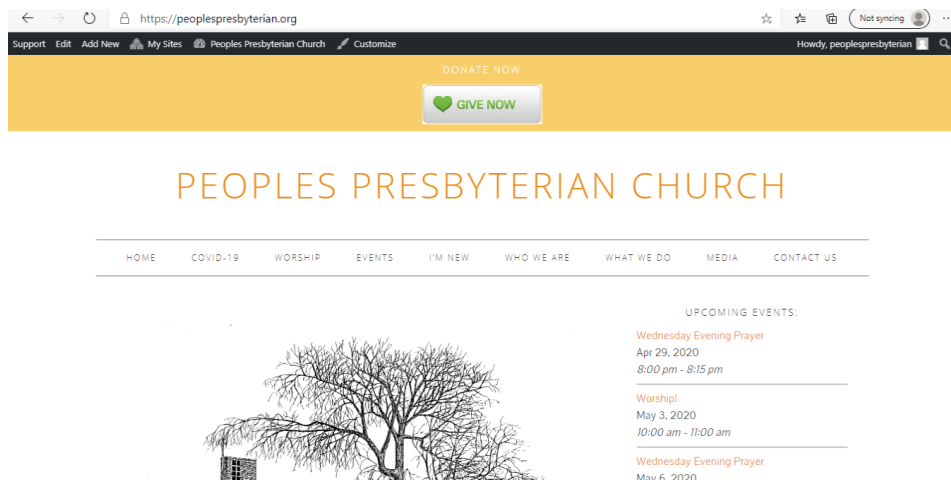 https://peoplespresbyterian.org
Not syncing
Support Edit Add New My Sites Peoples Presbyterian Church Customize
Howdy, peoplespresbyterian
DONATE NOW
GIVE NOW
PEOPLES PRESBYTERIAN CHURCH
HOME COVID-19 WORSHIP EVENTS I'M NEW WHO WE ARE WHAT WE DO MEDIA CONTACT US
UPCOMING EVENTS:
Wednesday Evening Prayer
Apr 29, 2020
8:00 pm - 8:15 pm
Worship!
May 3, 2020
10:00 am - 11:00 am
Wednesday Evening Prayer
May 6, 2020